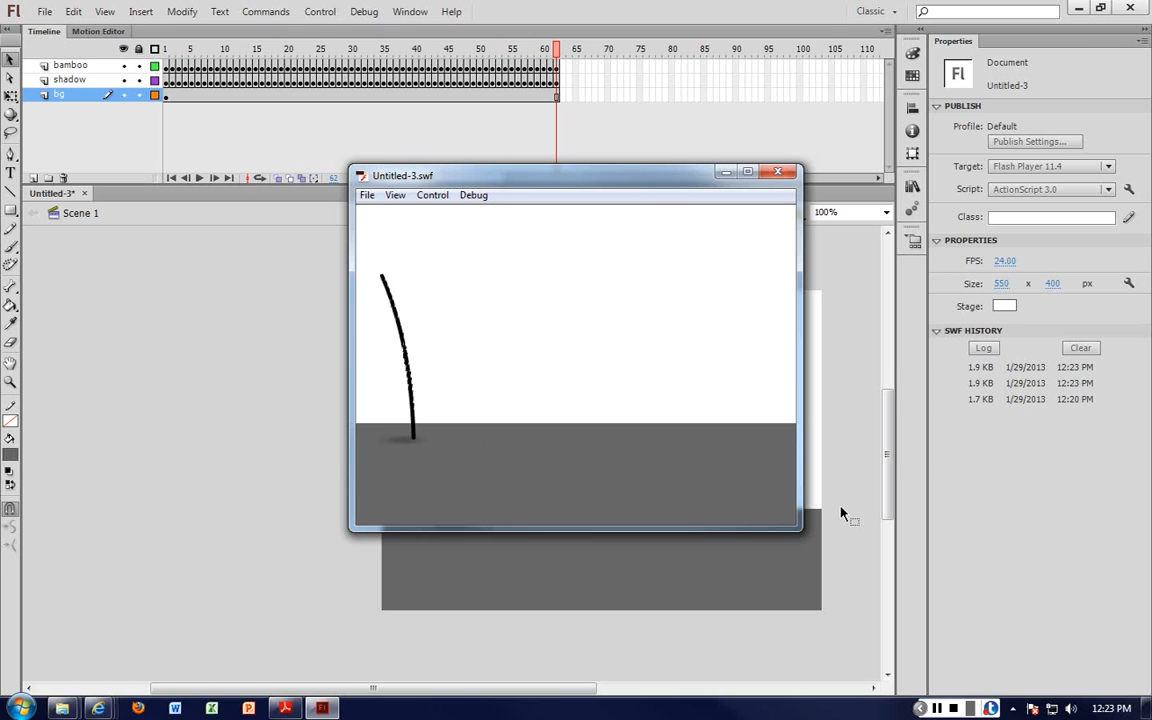 Fl File Edit View Insert Modify Text Commands Control Debug Window Help Classic
Timeline Motion Editor
1 5 10 15 20 25 30 35 40 45 50 55 60 65 70 75 80 85 90 95 100 105 110
bamboo
shadow
bg
62
Untitled-3* ×
Scene 1
100%
Untitled-3.swf
File View Control Debug
Properties
Fl
Document
Untitled-3
PUBLISH
Profile: Default
Publish Settings...
Target: Flash Player 11.4
Script: ActionScript 3.0
Class:
PROPERTIES
FPS: 24.00
Size: 550 x 400 px
Stage:
SWF HISTORY
Log Clear
1.9 KB 1/29/2013 12:23 PM
1.9 KB 1/29/2013 12:23 PM
1.7 KB 1/29/2013 12:20 PM
12:23 PM